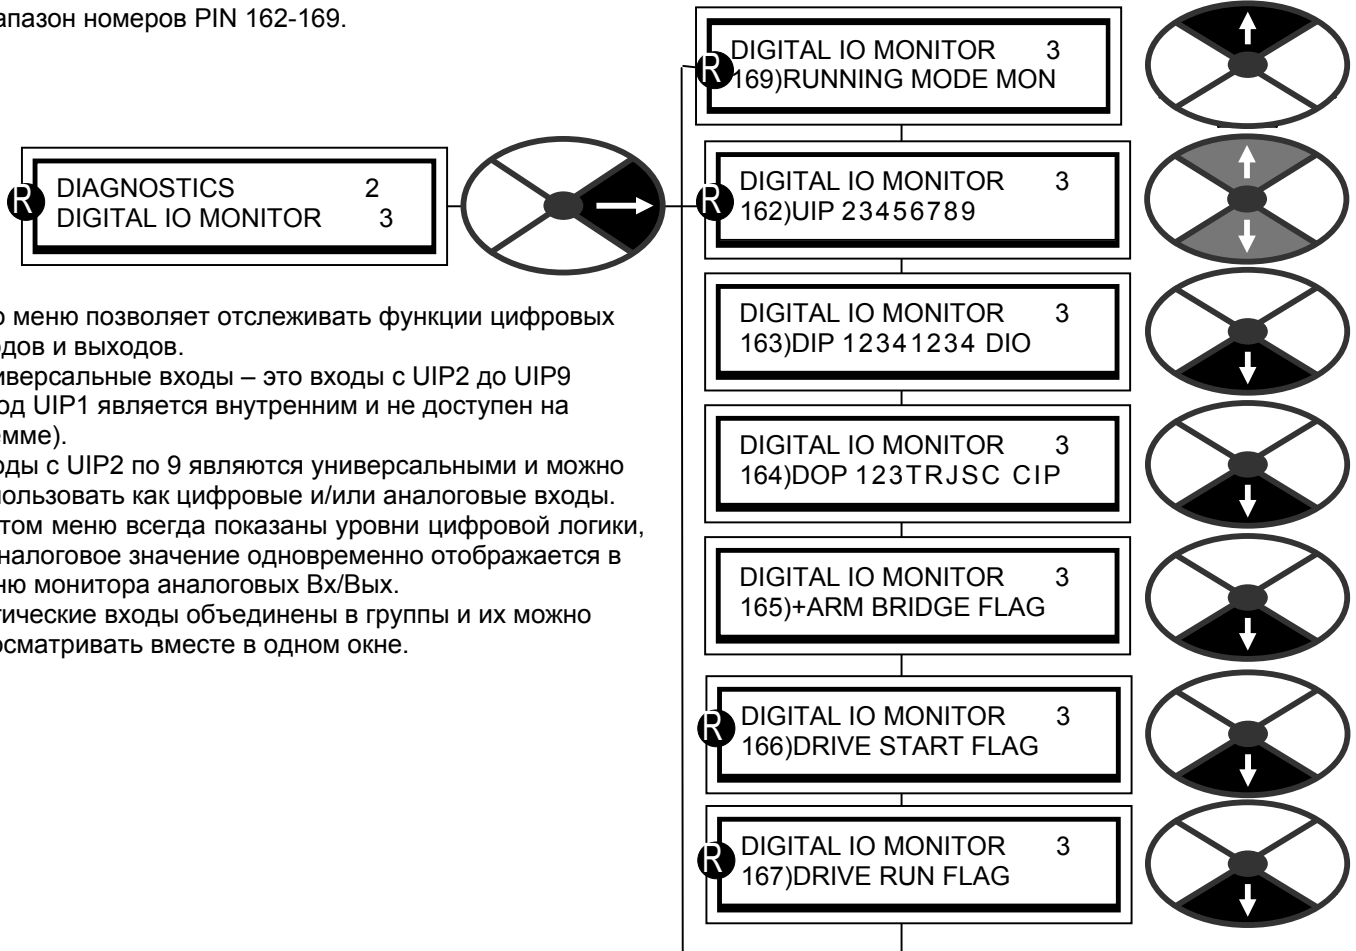 апазон номеров PIN 162-169.
DIGITAL IO MONITOR 3
R 169)RUNNING MODE MON
R DIAGNOSTICS 2
DIGITAL IO MONITOR 3
R DIGITAL IO MONITOR 3
162)UIP 23456789
DIGITAL IO MONITOR 3
163)DIP 12341234 DIO
DIGITAL IO MONITOR 3
164)DOP 123TRJSC CIP
DIGITAL IO MONITOR 3
165)+ARM BRIDGE FLAG
R DIGITAL IO MONITOR 3
166)DRIVE START FLAG
R DIGITAL IO MONITOR 3
167)DRIVE RUN FLAG
о меню позволяет отслеживать функции цифровых
одов и выходов.
иверсальные входы – это входы с UIP2 до UIP9
од UIP1 является внутренним и не доступен на
емме).
оды с UIP2 по 9 являются универсальными и можно
пользовать как цифровые и/или аналоговые входы.
том меню всегда показаны уровни цифровой логики,
налоговое значение одновременно отображается в
ню монитора аналоговых Вх/Вых.
гические входы объединены в группы и их можно
осматривать вместе в одном окне.